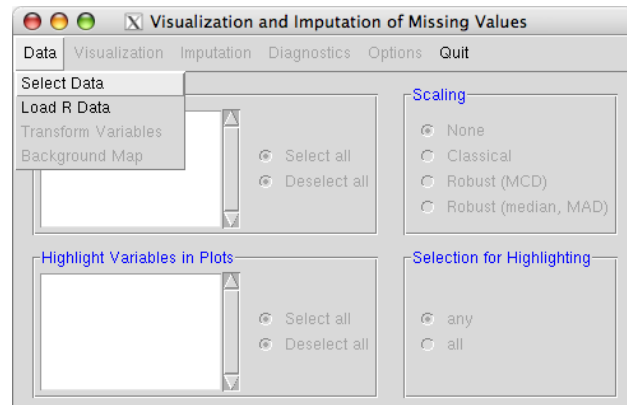 Visualization and Imputation of Missing Values
Data Visualization Imputation Diagnostics Options Quit
Select Data
Load R Data
Transform Variables
Background Map
Select all
Deselect all
Scaling
None
Classical
Robust (MCD)
Robust (median, MAD)
Highlight Variables in Plots
Select all
Deselect all
Selection for Highlighting
any
all